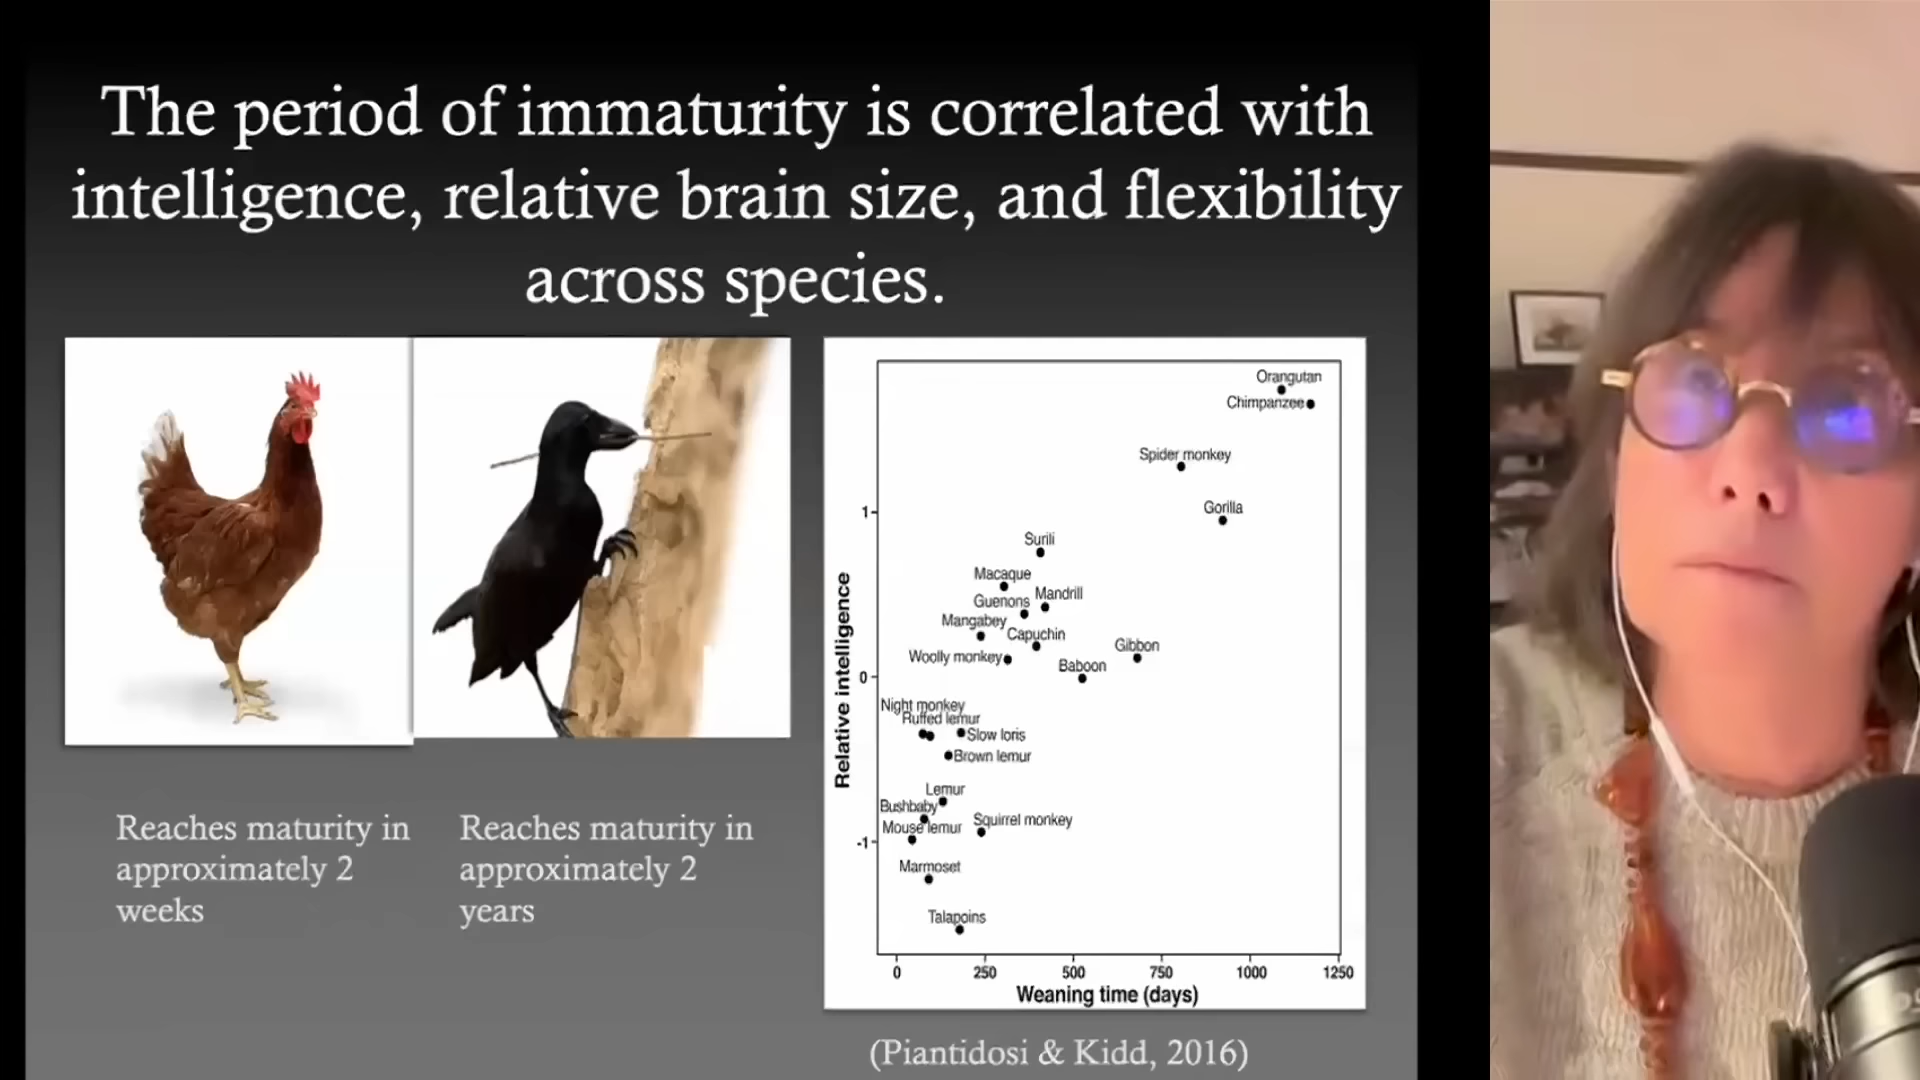 The period of immaturity is correlated with
intelligence, relative brain size, and flexibility
across species.
Reaches maturity in
approximately 2
weeks
Reaches maturity in
approximately 2
years
Relative intelligence
1
0
-1
Orangutan
Chimpanzee
Spider monkey
Gorilla
Surili
Macaque
Mandrill
Guenons
Mangabey
Capuchin
Gibbon
Woolly monkey
Baboon
Night monkey
Ruffed lemur
Slow loris
Brown lemur
Lemur
Bushbaby
Squirrel monkey
Mouse lemur
Marmoset
Talapoins
0 250 500 750 1000 1250
Weaning time (days)
(Piantidosi & Kidd, 2016)